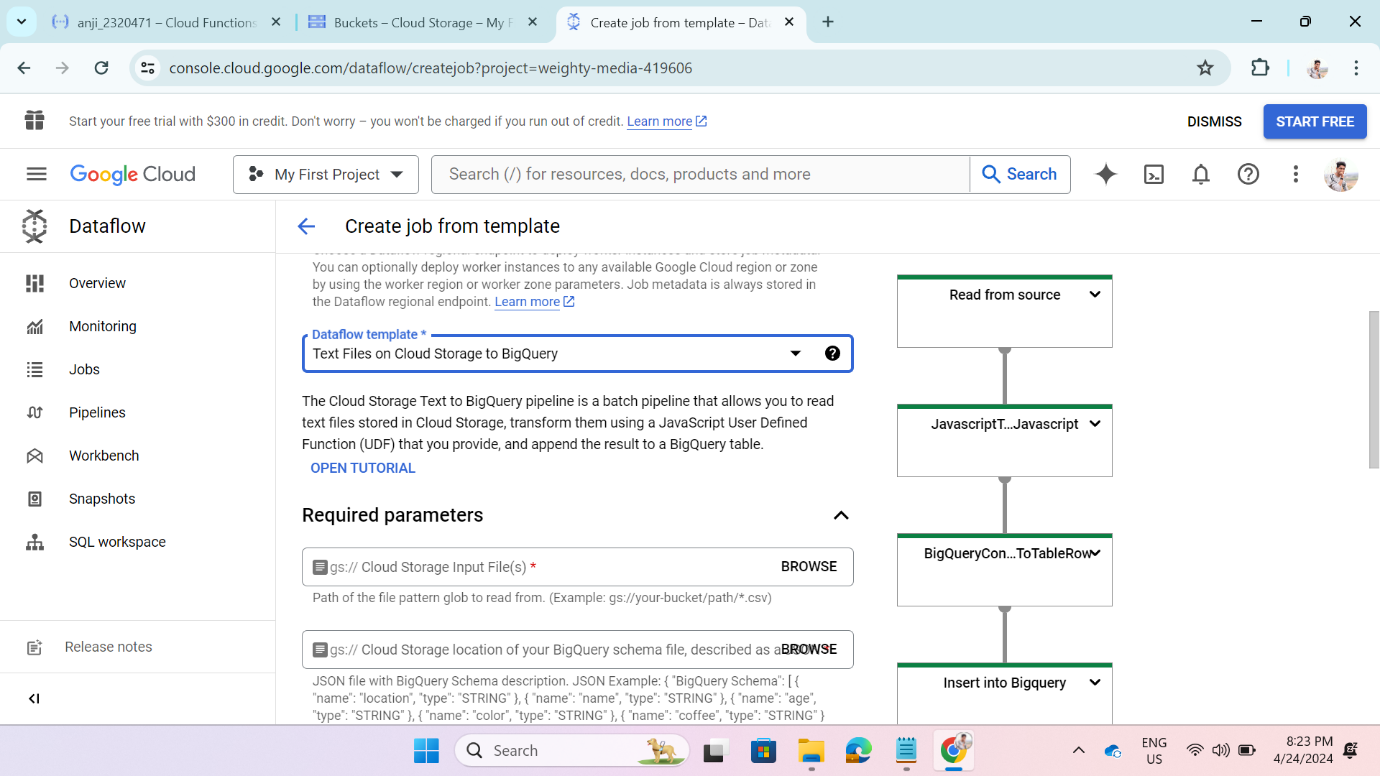 anji_2320471 – Cloud Functions
Buckets – Cloud Storage – My F
Create job from template – Data
console.cloud.google.com/dataflow/createjob?project=weighty-media-419606
Start your free trial with $300 in credit. Don't worry – you won't be charged if you run out of credit. Learn more
DISMISS
START FREE
Google Cloud
My First Project
Search (/) for resources, docs, products and more
Search
Dataflow
Create job from template
Overview
Monitoring
Jobs
Pipelines
Workbench
Snapshots
SQL workspace
Release notes
You can optionally deploy worker instances to any available Google Cloud region or zone
by using the worker region or worker zone parameters. Job metadata is always stored in
the Dataflow regional endpoint. Learn more
Dataflow template *
Text Files on Cloud Storage to BigQuery
The Cloud Storage Text to BigQuery pipeline is a batch pipeline that allows you to read
text files stored in Cloud Storage, transform them using a JavaScript User Defined
Function (UDF) that you provide, and append the result to a BigQuery table.
OPEN TUTORIAL
Required parameters
gs:// Cloud Storage Input File(s) *
BROWSE
Path of the file pattern glob to read from. (Example: gs://your-bucket/path/*.csv)
gs:// Cloud Storage location of your BigQuery schema file, described as a
BROWSE
JSON file with BigQuery Schema description. JSON Example: { "BigQuery Schema": [ {
"name": "location", "type": "STRING" }, { "name": "name", "type": "STRING" }, { "name": "age",
"type": "STRING" }, { "name": "color", "type": "STRING" }, { "name": "coffee", "type": "STRING" }
Read from source
JavascriptT...Javascript
BigQueryCon...ToTableRow
Insert into Bigquery
Search
ENG
US
8:23 PM
4/24/2024